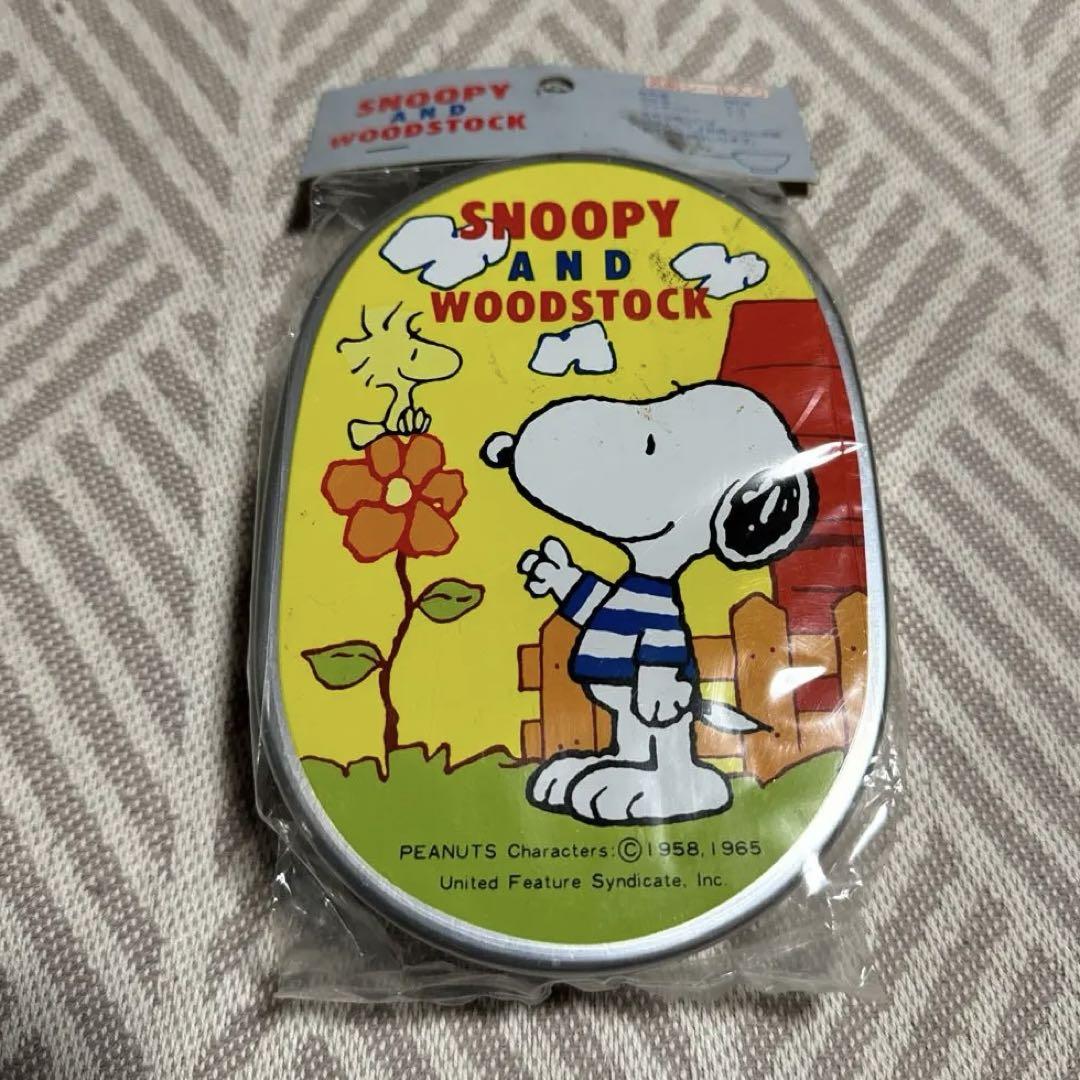 SNOOPY
AND
WOODSTOCK
SNOOPY
AND
WOODSTOCK
PEANUTS Characters: © 1958, 1965
United Feature Syndicate, Inc.